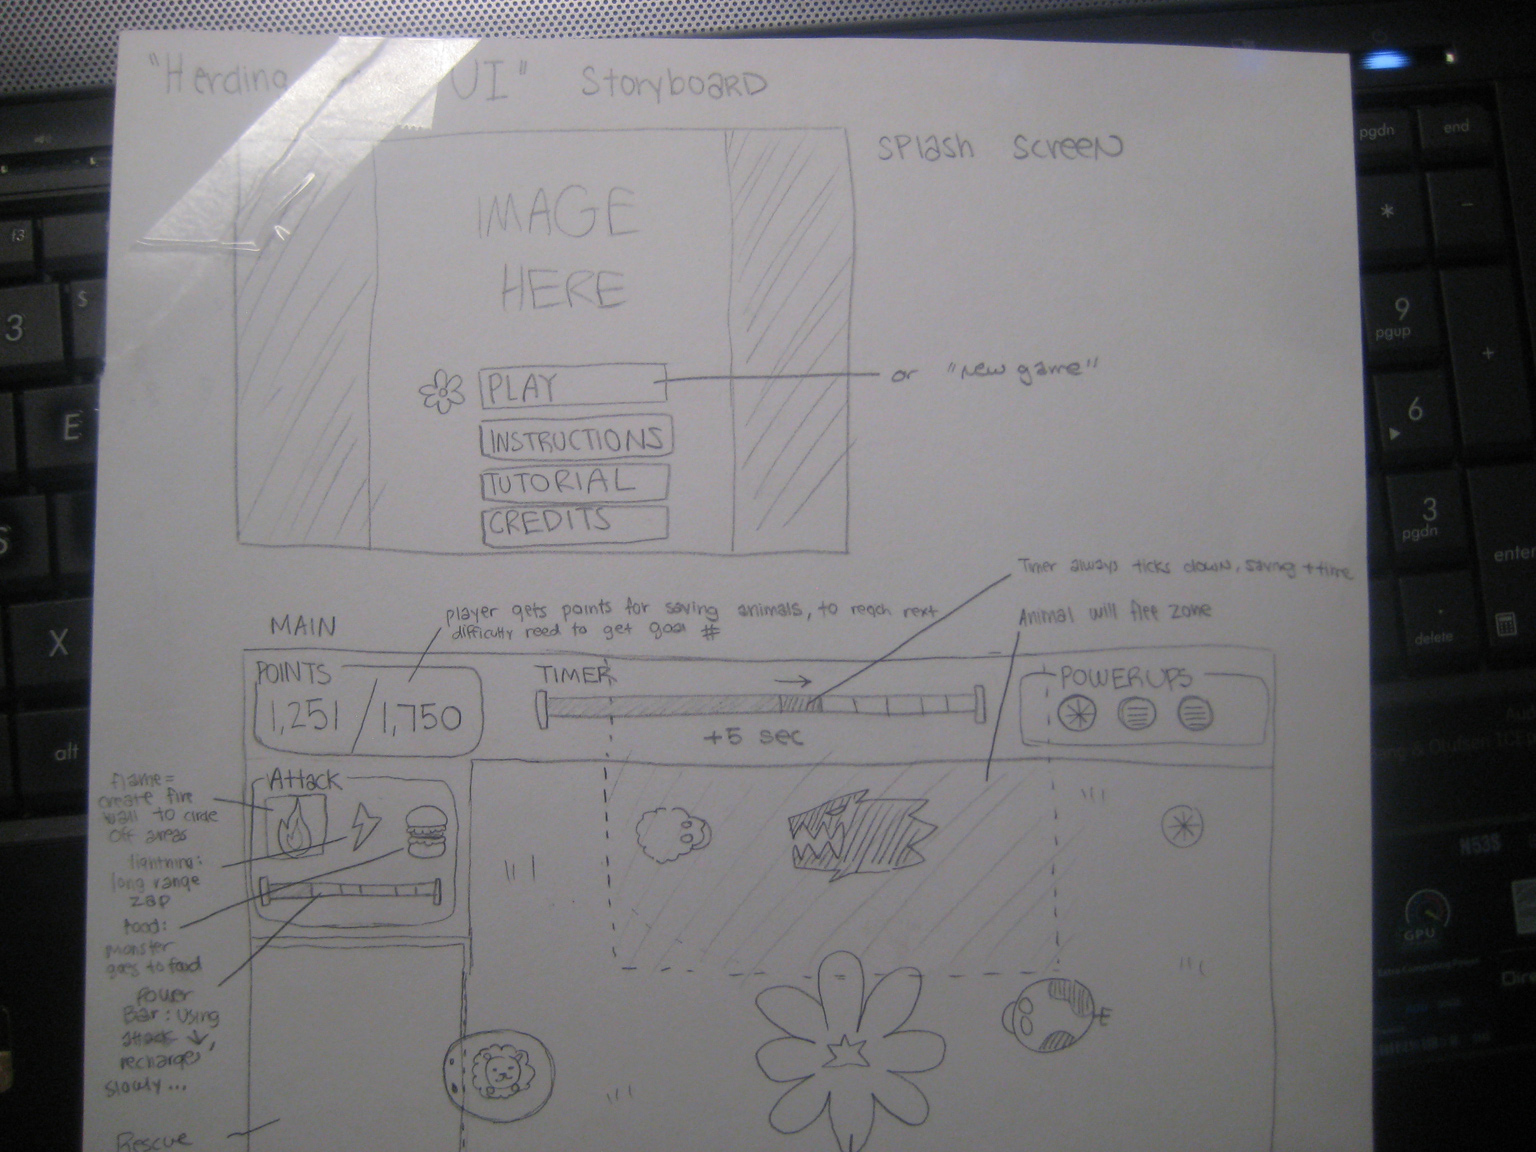 "Herding UI" Storyboard
Splash Screen
IMAGE
HERE
PLAY
or "new game"
INSTRUCTIONS
TUTORIAL
CREDITS
Timer always ticks down, saving +time
player gets points for saving animals, to reach next
difficulty need to get goal #
Animal will flee zone
MAIN
POINTS
1,251 / 1,750
TIMER
+5 sec
POWERUPS
Attack
flame =
create fire
wall to circle
off areas
lightning:
long range
zap
food:
monster
goes to food
Power
Bar: using
attack ↓,
recharges
slowly...
Rescue
f3
3
$
E
S
X
alt
pgdn
end
*
-
9
pgup
+
6
3
pgdn
enter
.
delete
N53S
GPU